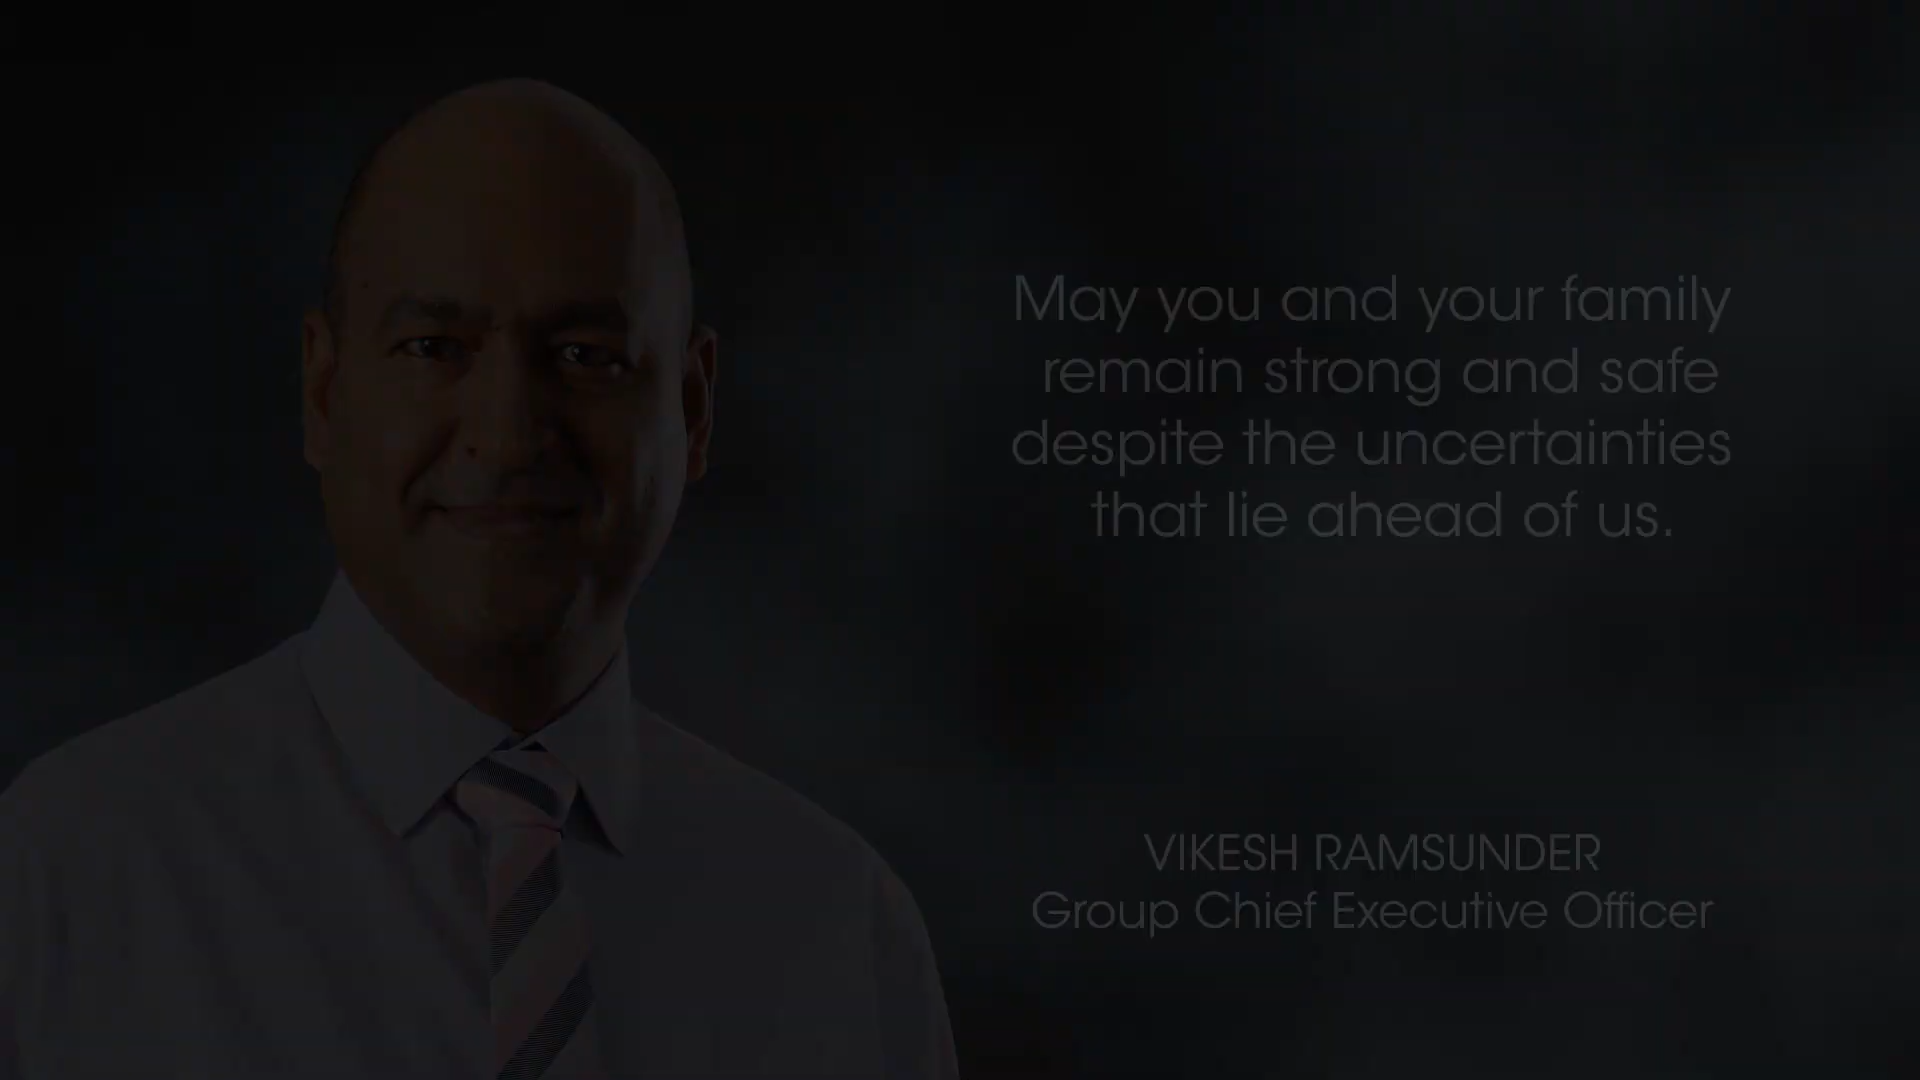 May you and your family
remain strong and safe
despite the uncertainties
that lie ahead of us.
VIKESH RAMSUNDER
Group Chief Executive Officer